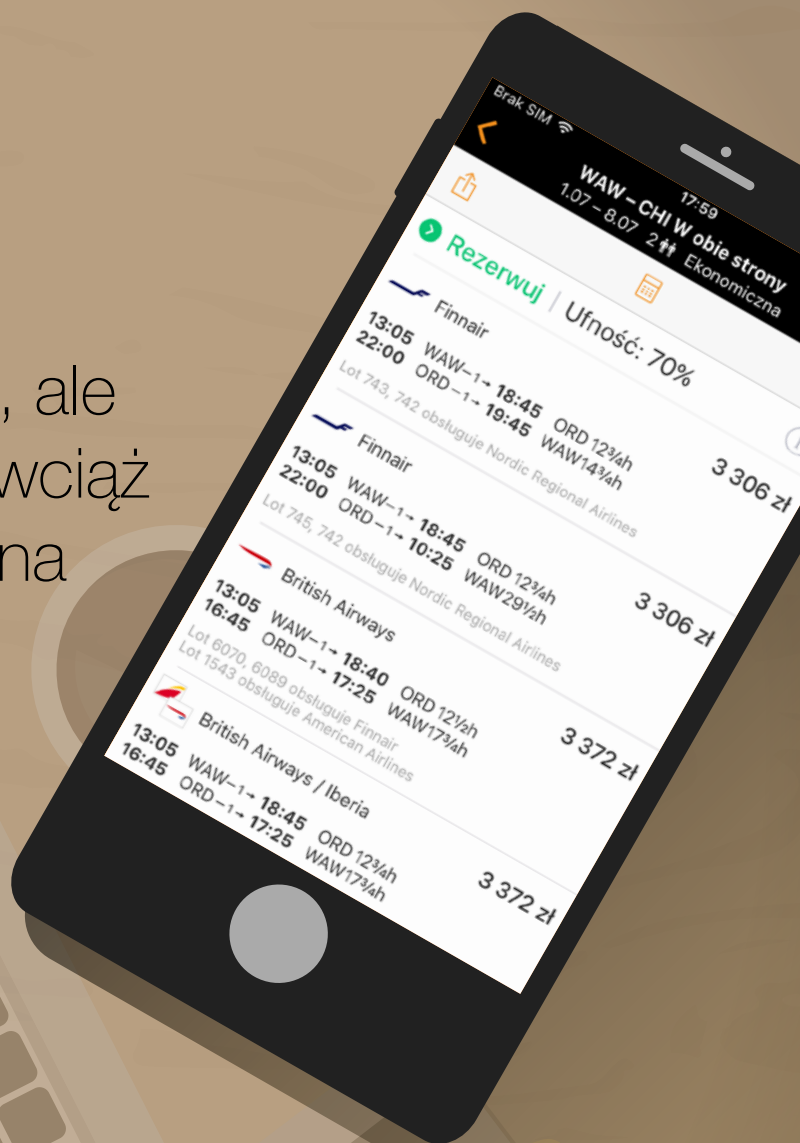 , ale
wciąż
na
Brak SIM
17:59
WAW – CHI W obie strony
1.07 – 8.07 2 Ekonomiczna
Rezerwuj | Ufność: 70%
Finnair
13:05 WAW–1→ 18:45 ORD 12¾h
22:00 ORD–1→ 19:45 WAW14¾h
3 306 zł
Lot 743, 742 obsługuje Nordic Regional Airlines
Finnair
13:05 WAW–1→ 18:45 ORD 12¾h
22:00 ORD–1→ 10:25 WAW29½h
3 306 zł
Lot 745, 742 obsługuje Nordic Regional Airlines
British Airways
13:05 WAW–1→ 18:40 ORD 12½h
16:45 ORD–1→ 17:25 WAW17¾h
3 372 zł
Lot 6070, 6089 obsługuje Finnair
Lot 1543 obsługuje American Airlines
British Airways / Iberia
13:05 WAW–1→ 18:45 ORD 12¾h
16:45 ORD–1→ 17:25 WAW17¾h
3 372 zł